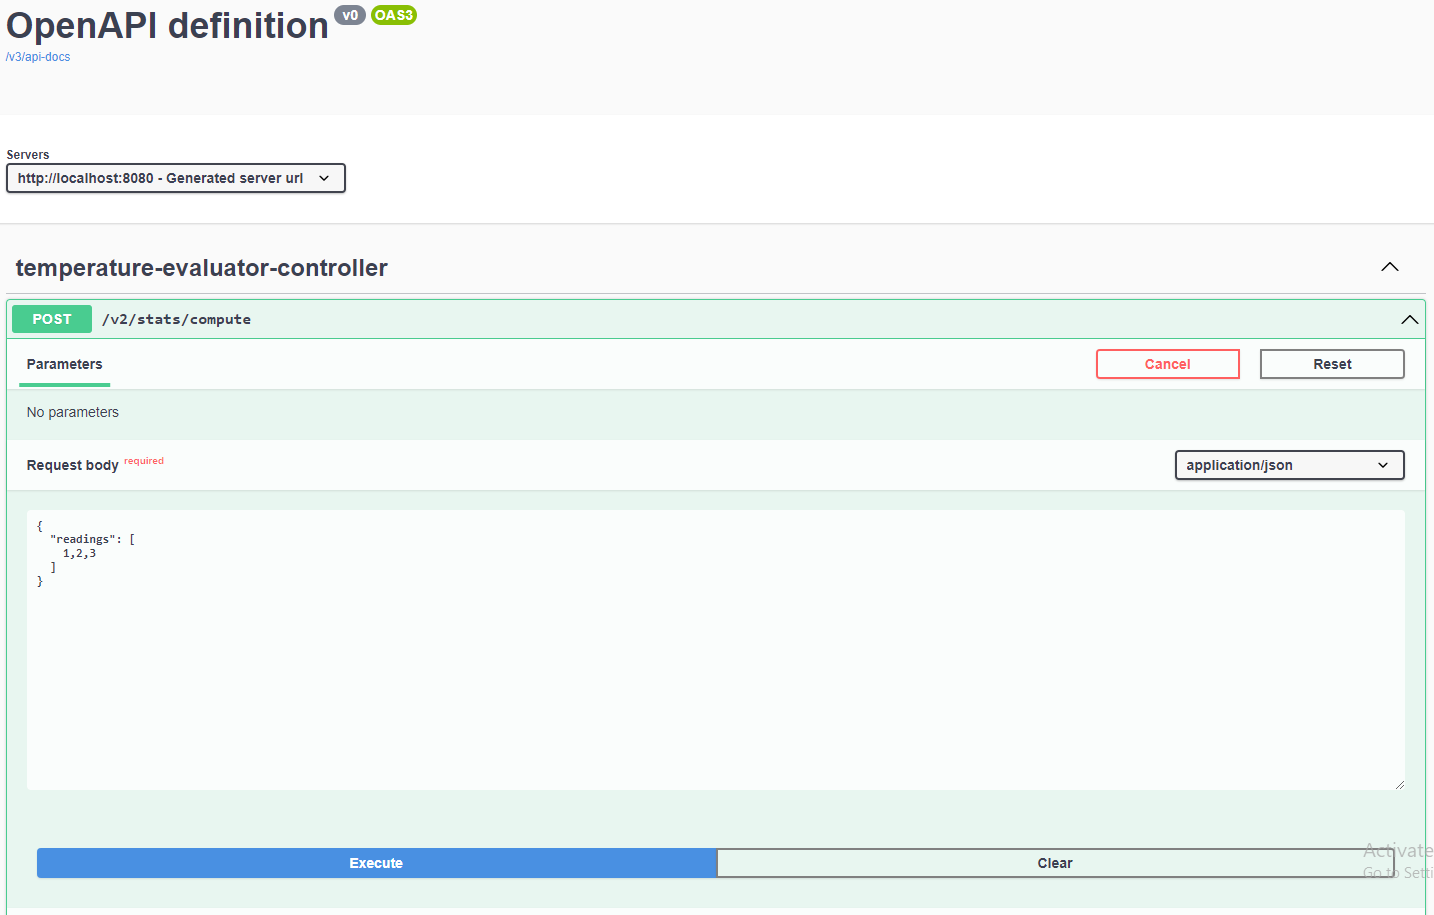 OpenAPI definition v0 OAS3
/v3/api-docs
Servers
http://localhost:8080 - Generated server url
temperature-evaluator-controller
POST /v2/stats/compute
Parameters Cancel Reset
No parameters
Request body required application/json
{
"readings": [
1,2,3
]
}
Execute Clear
Activate
Go to Setti